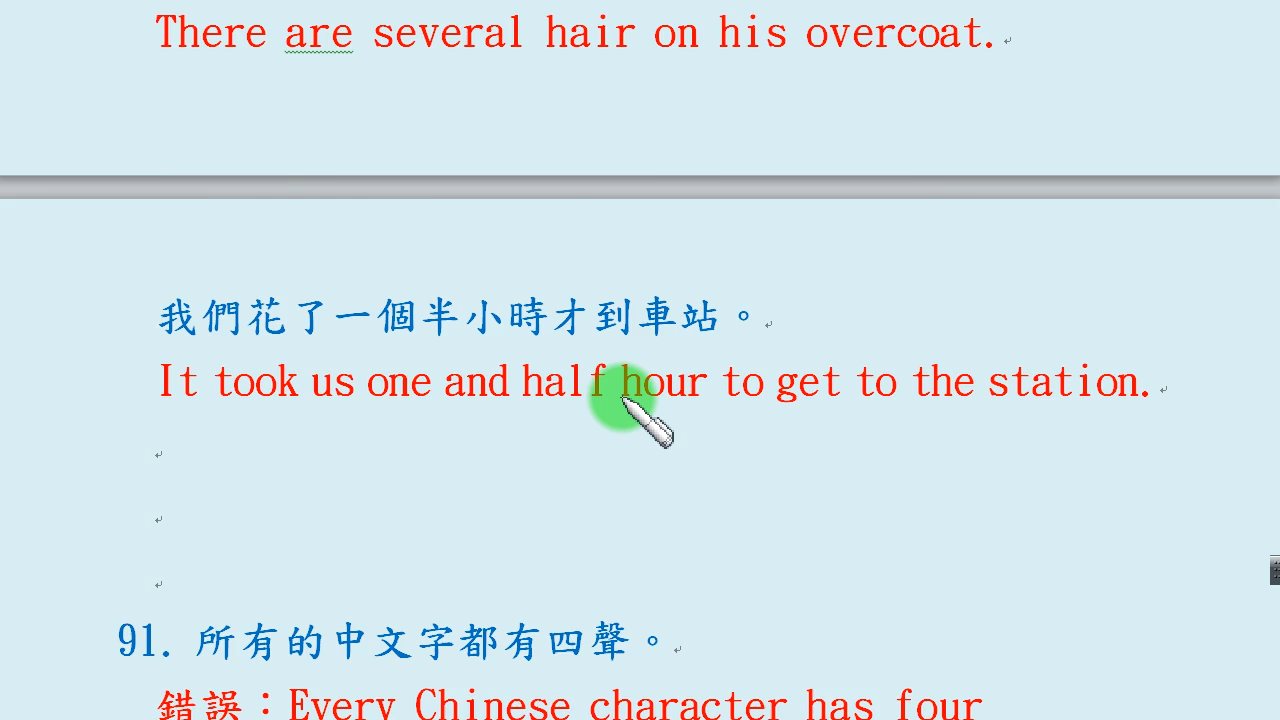 There are several hair on his overcoat.
我們花了一個半小時才到車站。
It took us one and half hour to get to the station.
91. 所有的中文字都有四聲。
錯誤：Every Chinese character has four